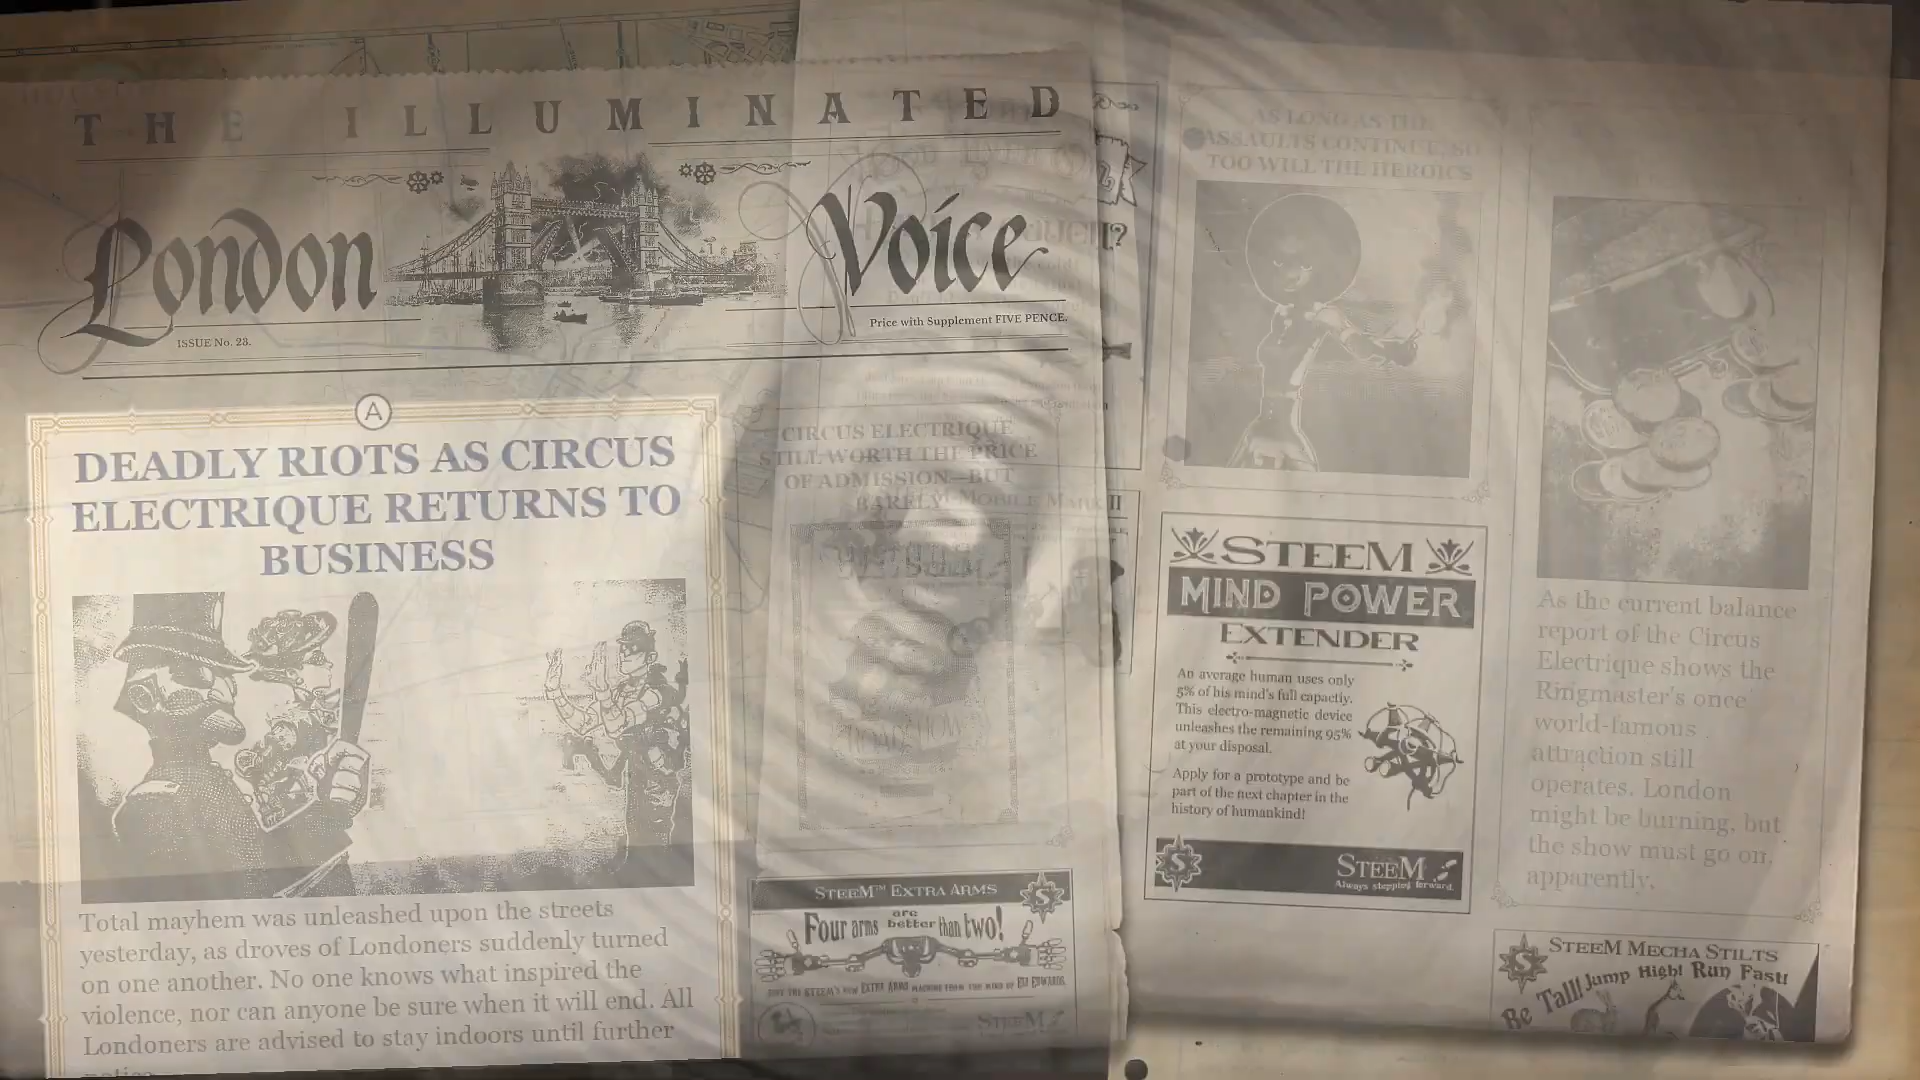 THE ILLUMINATED
London Voice
ISSUE No. 23.
Price with Supplement FIVE PENCE.
A
DEADLY RIOTS AS CIRCUS
ELECTRIQUE RETURNS TO
BUSINESS
Total mayhem was unleashed upon the streets
yesterday, as droves of Londoners suddenly turned
on one another. No one knows what inspired the
violence, nor can anyone be sure when it will end. All
Londoners are advised to stay indoors until further
CIRCUS ELECTRIQUE
STILL WORTH THE PRICE
OF ADMISSION—BUT
BARELY
STEEM™ EXTRA ARMS
S
Four arms are better than two!
STEEM
AS LONG AS THE
ASSAULTS CONTINUE, SO
TOO WILL THE HEROICS
STEEM
MIND POWER
EXTENDER
An average human uses only
5% of his mind's full capactiy.
This electro-magnetic device
unleashes the remaining 95%
at your disposal.
Apply for a prototype and be
part of the next chapter in the
history of humankind!
S
STEEM
Always stepping forward.
As the current balance
report of the Circus
Electrique shows the
Ringmaster's once
world-famous
attraction still
operates. London
might be burning, but
the show must go on,
apparently.
S
STEEM MECHA STILTS
Be Tall! Jump High! Run Fast!